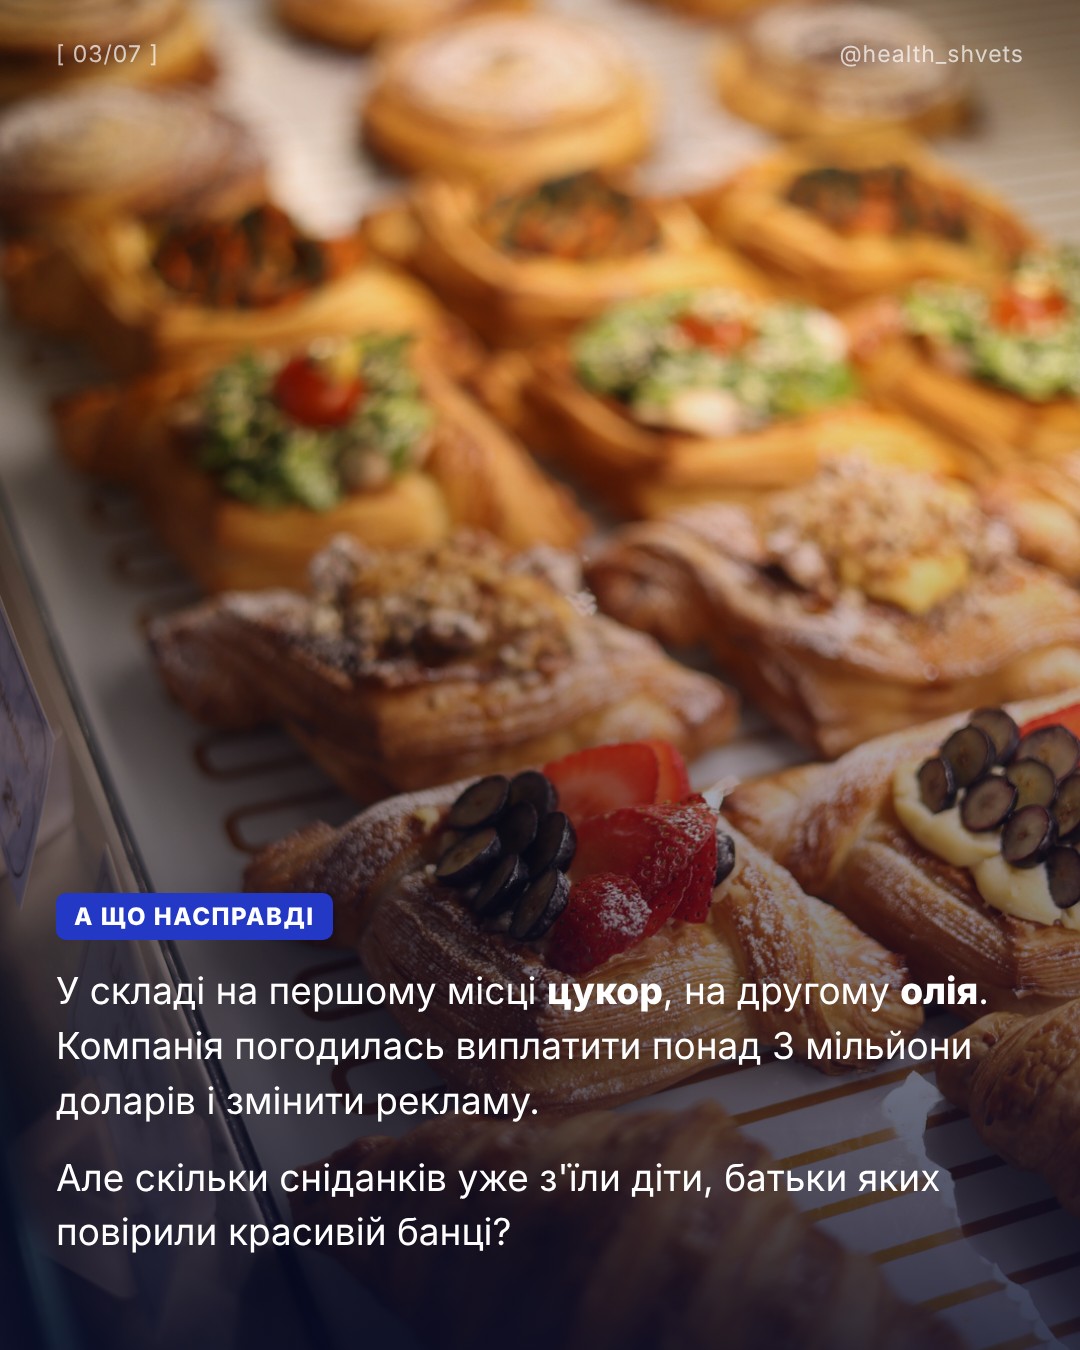 [ 03/07 ]
@health_shvets
А ЩО НАСПРАВДІ
У складі на першому місці цукор, на другому олія.
Компанія погодилась виплатити понад 3 мільйони
доларів і змінити рекламу.
Але скільки сніданків уже з'їли діти, батьки яких
повірили красивій банці?